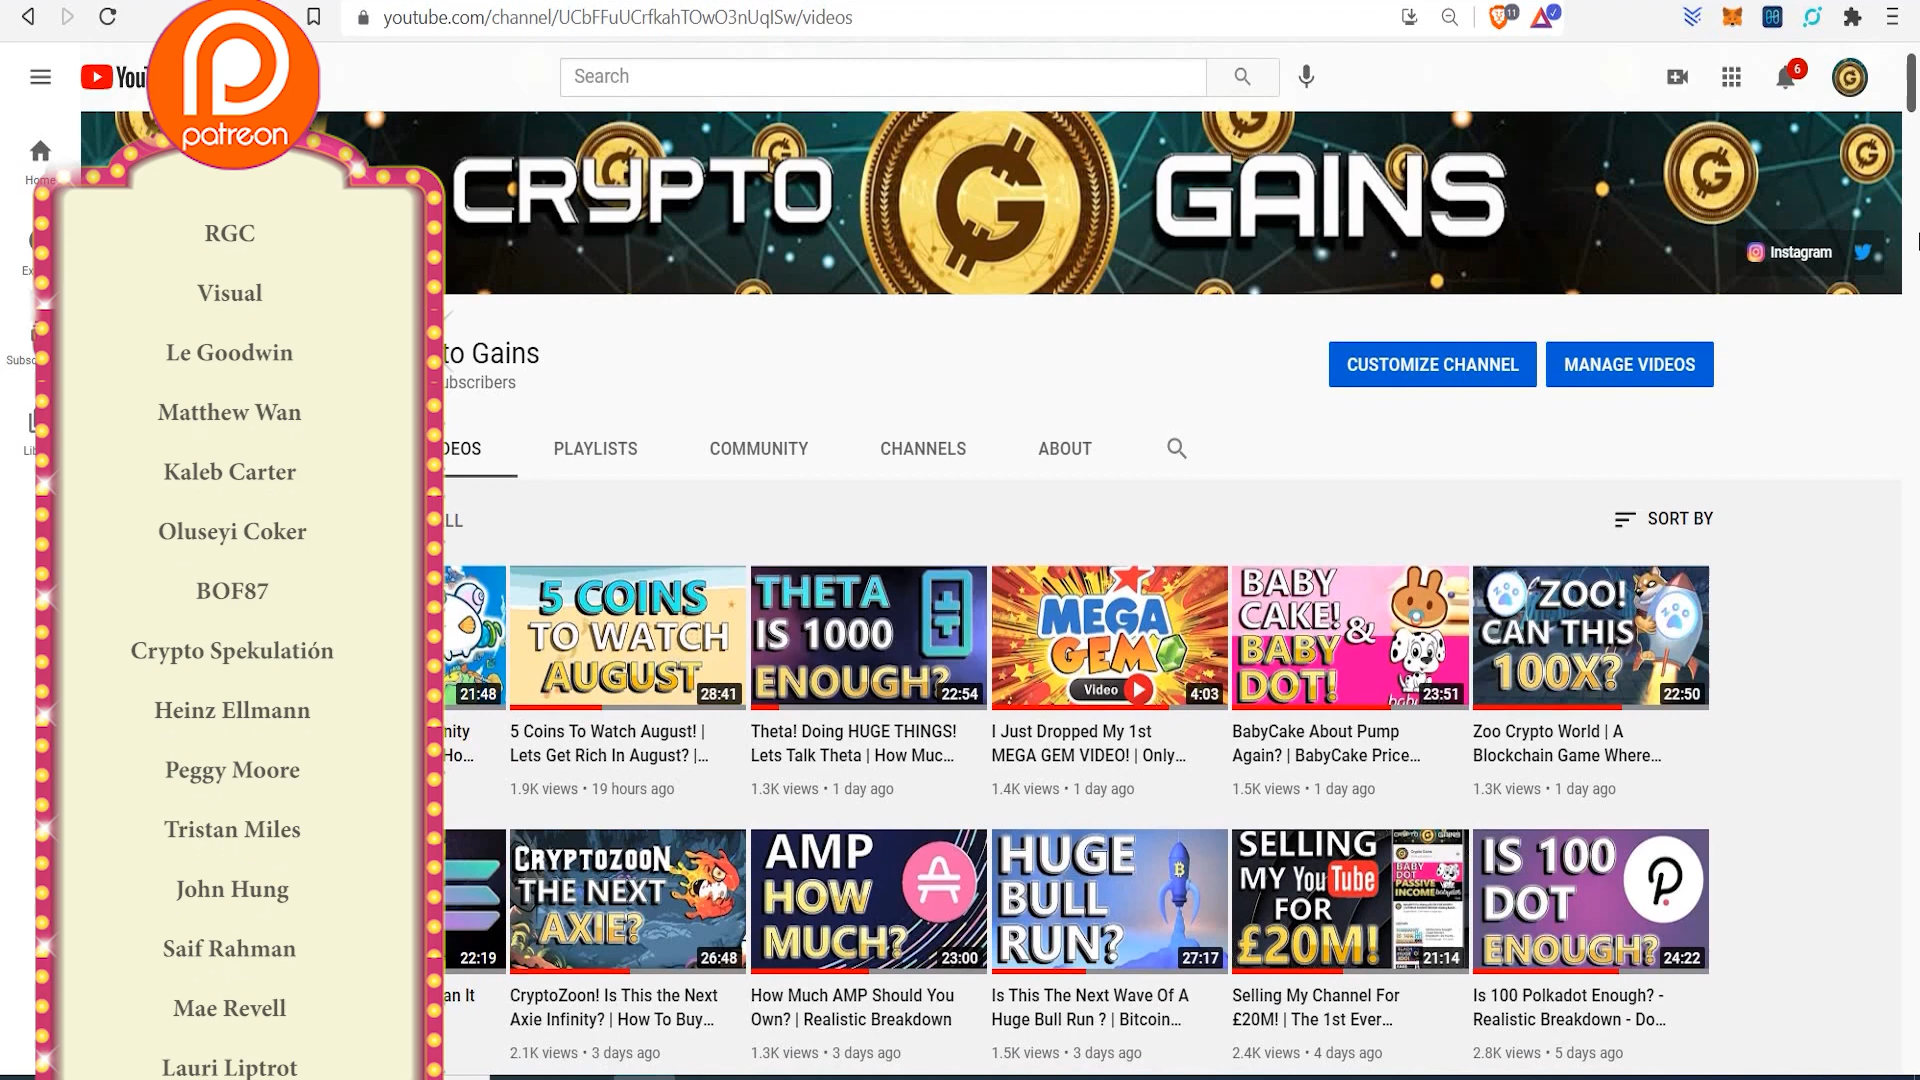 youtube.com/channel/UCbFFuUCrfkahTOwO3nUqISw/videos
11
You
Search
6
patreon
Home
CRYPTO GAINS
Instagram
RGC
Visual
Le Goodwin
Matthew Wan
Kaleb Carter
Oluseyi Coker
BOF87
Crypto Spekulatión
Heinz Ellmann
Peggy Moore
Tristan Miles
John Hung
Saif Rahman
Mae Revell
Lauri Liptrot
to Gains
ubscribers
CUSTOMIZE CHANNEL
MANAGE VIDEOS
DEOS
PLAYLISTS
COMMUNITY
CHANNELS
ABOUT
LL
SORT BY
21:48
5 COINS
TO WATCH
AUGUST
28:41
THETA
IS 1000
ENOUGH?
22:54
MEGA
GEM
Video
4:03
BABY
CAKE! &
BABY
DOT!
23:51
ZOO!
CAN THIS
100X?
22:50
nity
Ho...
5 Coins To Watch August! |
Lets Get Rich In August? |...
1.9K views • 19 hours ago
Theta! Doing HUGE THINGS!
Lets Talk Theta | How Muc...
1.3K views • 1 day ago
I Just Dropped My 1st
MEGA GEM VIDEO! | Only...
1.4K views • 1 day ago
BabyCake About Pump
Again? | BabyCake Price...
1.5K views • 1 day ago
Zoo Crypto World | A
Blockchain Game Where...
1.3K views • 1 day ago
22:19
CRYPTOZOON
THE NEXT
AXIE?
26:48
AMP
HOW
MUCH?
23:00
HUGE
BULL
RUN?
27:17
SELLING
MY YouTube
FOR
£20M!
21:14
IS 100
DOT
ENOUGH?
24:22
an It
CryptoZoon! Is This the Next
Axie Infinity? | How To Buy...
2.1K views • 3 days ago
How Much AMP Should You
Own? | Realistic Breakdown
1.3K views • 3 days ago
Is This The Next Wave Of A
Huge Bull Run ? | Bitcoin...
1.5K views • 3 days ago
Selling My Channel For
£20M! | The 1st Ever...
2.4K views • 4 days ago
Is 100 Polkadot Enough? -
Realistic Breakdown - Do...
2.8K views • 5 days ago